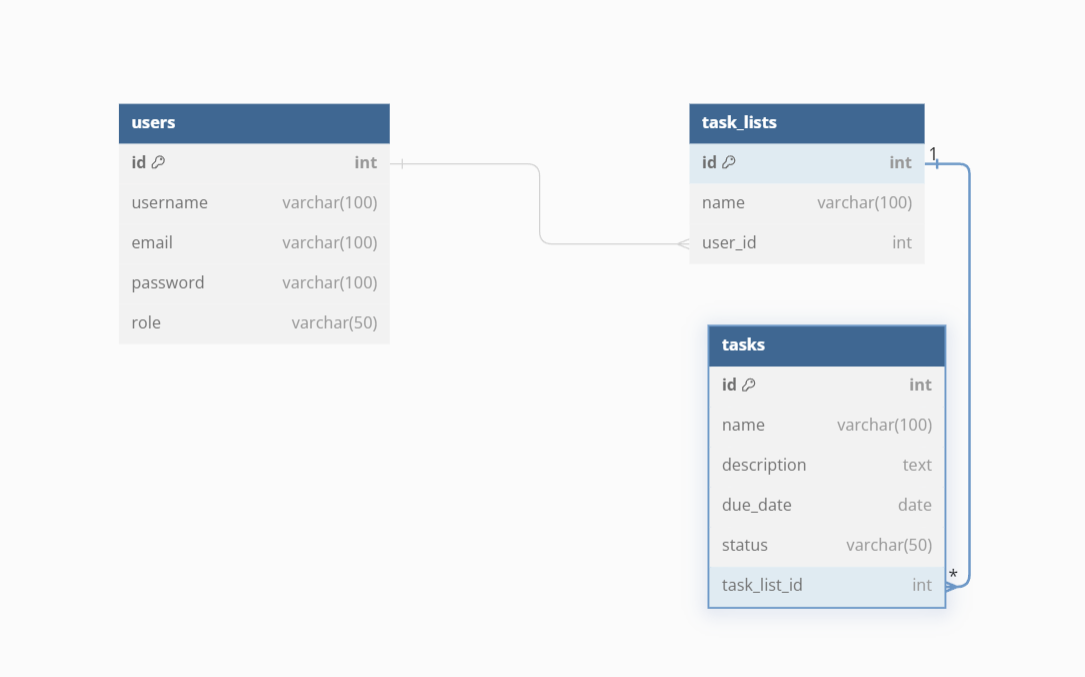 users
id int
username varchar(100)
email varchar(100)
password varchar(100)
role varchar(50)
task_lists
id int
1
name varchar(100)
user_id int
tasks
id int
name varchar(100)
description text
due_date date
status varchar(50)
task_list_id int
*